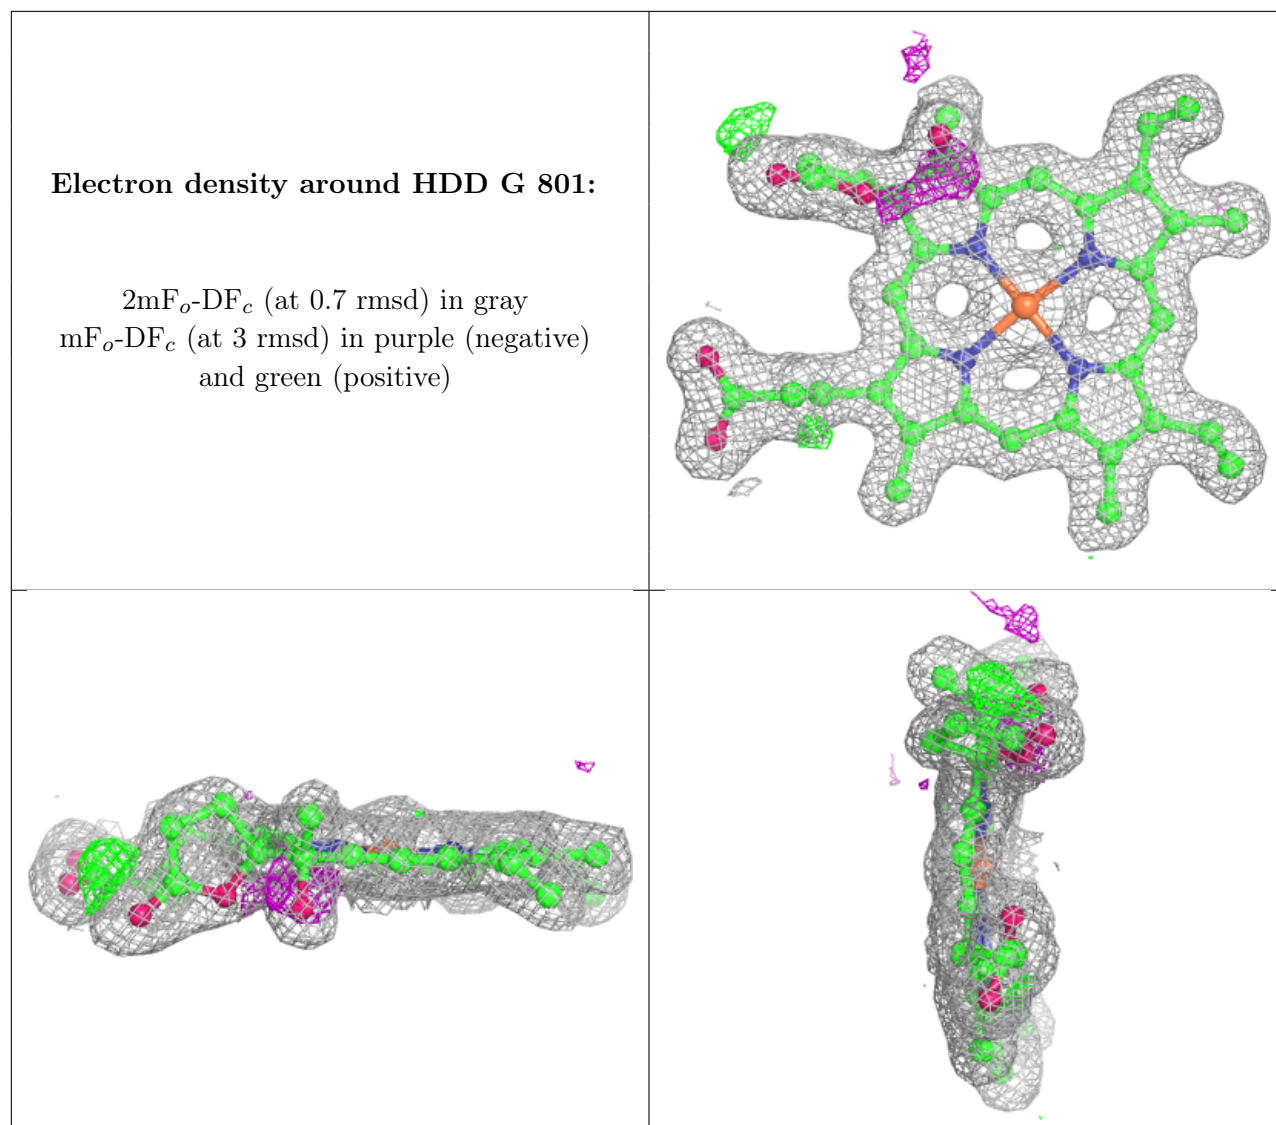 Electron density around HDD G 801:
2mFₒ-DF𝒸 (at 0.7 rmsd) in gray
mFₒ-DF𝒸 (at 3 rmsd) in purple (negative)
and green (positive)